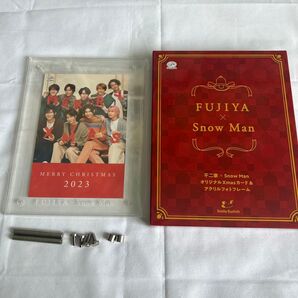 MERRY CHRISTMAS
2023
FUJIYA × Snow Man
FUJIYA
×
Snow Man
不二家 × Snow Man
オリジナルXmasカード&
アクリルフォトフレーム